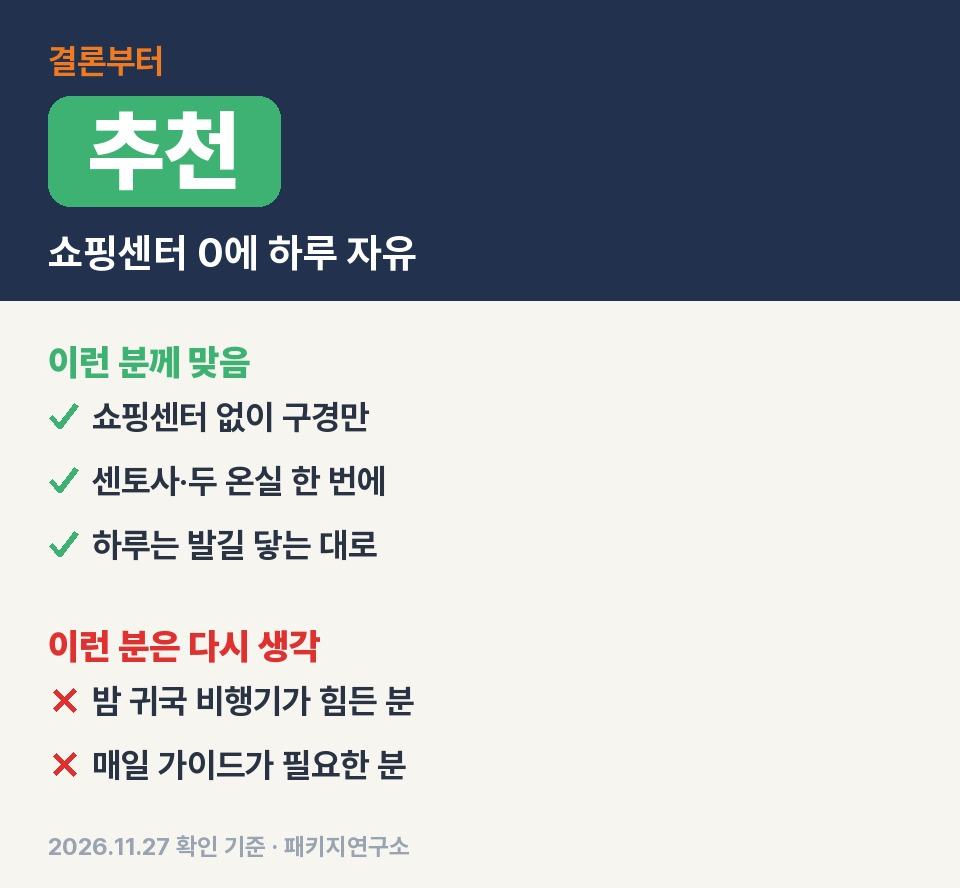 결론부터
추천
쇼핑센터 0에 하루 자유
이런 분께 맞음
✓ 쇼핑센터 없이 구경만
✓ 센토사·두 온실 한 번에
✓ 하루는 발길 닿는 대로
이런 분은 다시 생각
✕ 밤 귀국 비행기가 힘든 분
✕ 매일 가이드가 필요한 분
2026.11.27 확인 기준 · 패키지연구소